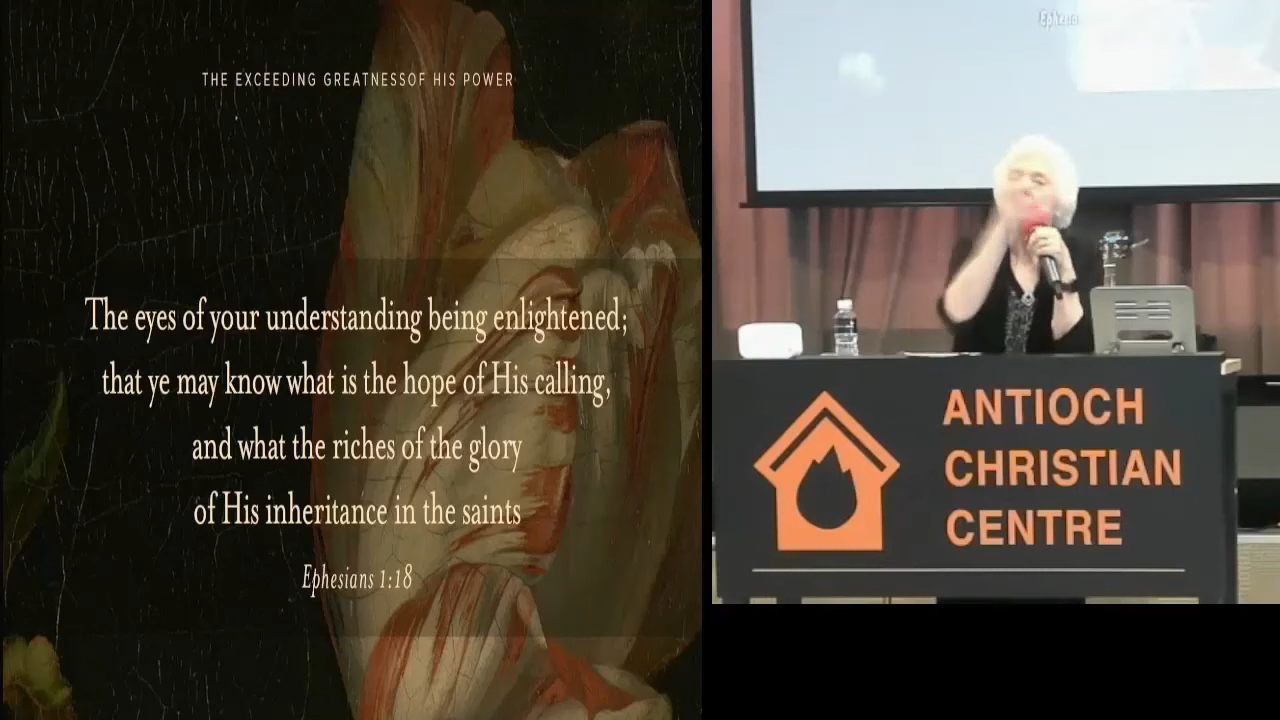 THE EXCEEDING GREATNESSOF HIS POWER
The eyes of your understanding being enlightened;
that ye may know what is the hope of His calling,
and what the riches of the glory
of His inheritance in the saints
Ephesians 1:18
ANTIOCH
CHRISTIAN
CENTRE